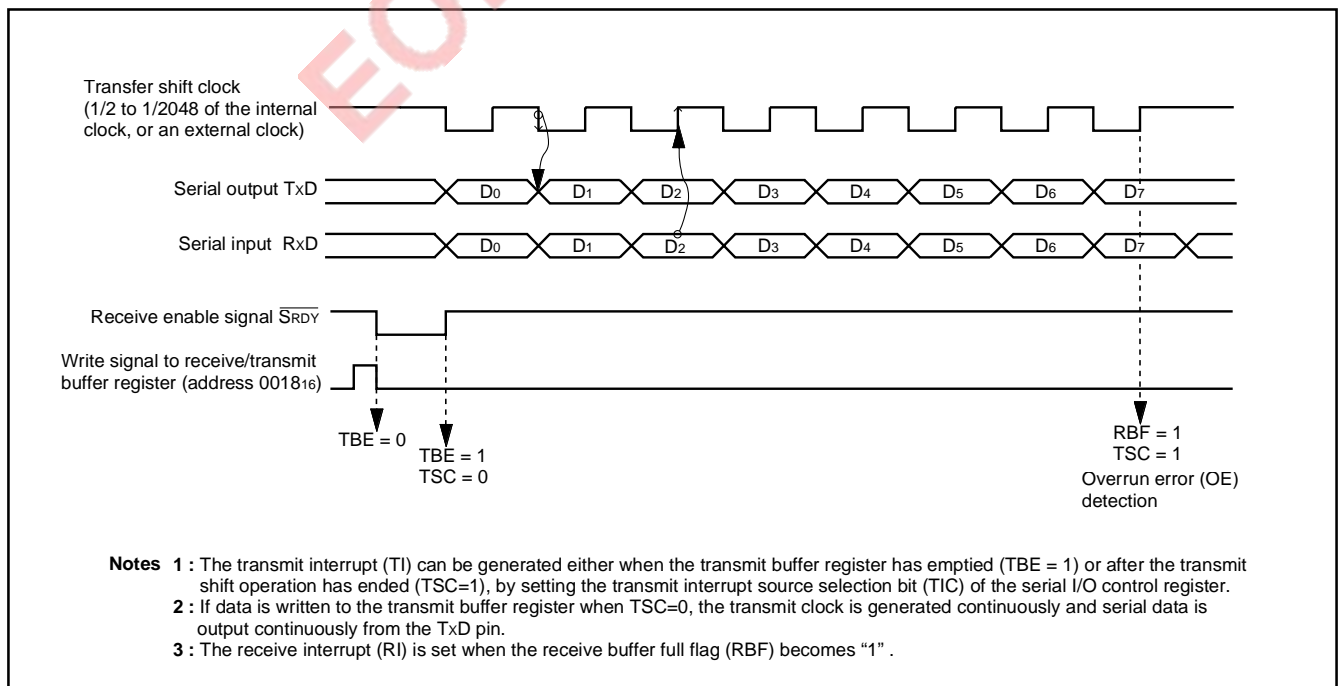 EOL
Transfer shift clock
(1/2 to 1/2048 of the internal
clock, or an external clock)
Serial output TxD
D0 D1 D2 D3 D4 D5 D6 D7
Serial input RxD
D0 D1 D2 D3 D4 D5 D6 D7
Receive enable signal SRDY
Write signal to receive/transmit
buffer register (address 001816)
TBE = 0
TBE = 1
TSC = 0
RBF = 1
TSC = 1
Overrun error (OE)
detection
Notes 1 : The transmit interrupt (TI) can be generated either when the transmit buffer register has emptied (TBE = 1) or after the transmit
shift operation has ended (TSC=1), by setting the transmit interrupt source selection bit (TIC) of the serial I/O control register.
2 : If data is written to the transmit buffer register when TSC=0, the transmit clock is generated continuously and serial data is
output continuously from the TxD pin.
3 : The receive interrupt (RI) is set when the receive buffer full flag (RBF) becomes “1” .